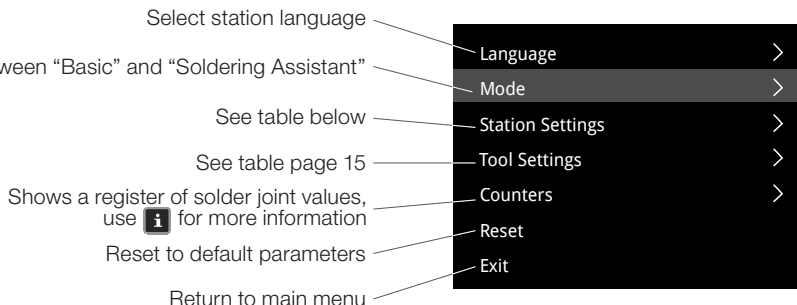 Select station language
between “Basic” and “Soldering Assistant”
See table below
See table page 15
Shows a register of solder joint values,
use i for more information
Reset to default parameters
Return to main menu
Language
Mode
Station Settings
Tool Settings
Counters
Reset
Exit